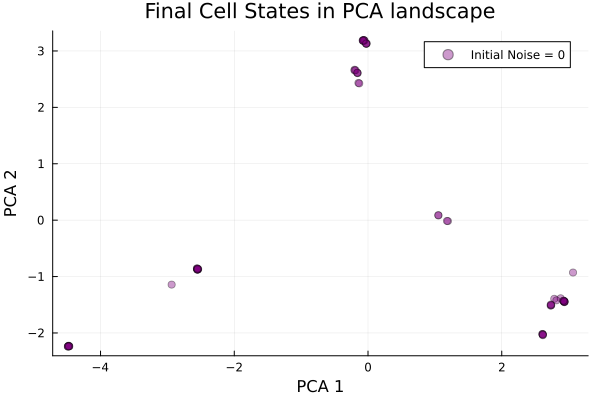 Final Cell States in PCA landscape
Initial Noise = 0
3
2
1
0
−1
−2
PCA 2
−4
−2
0
2
PCA 1